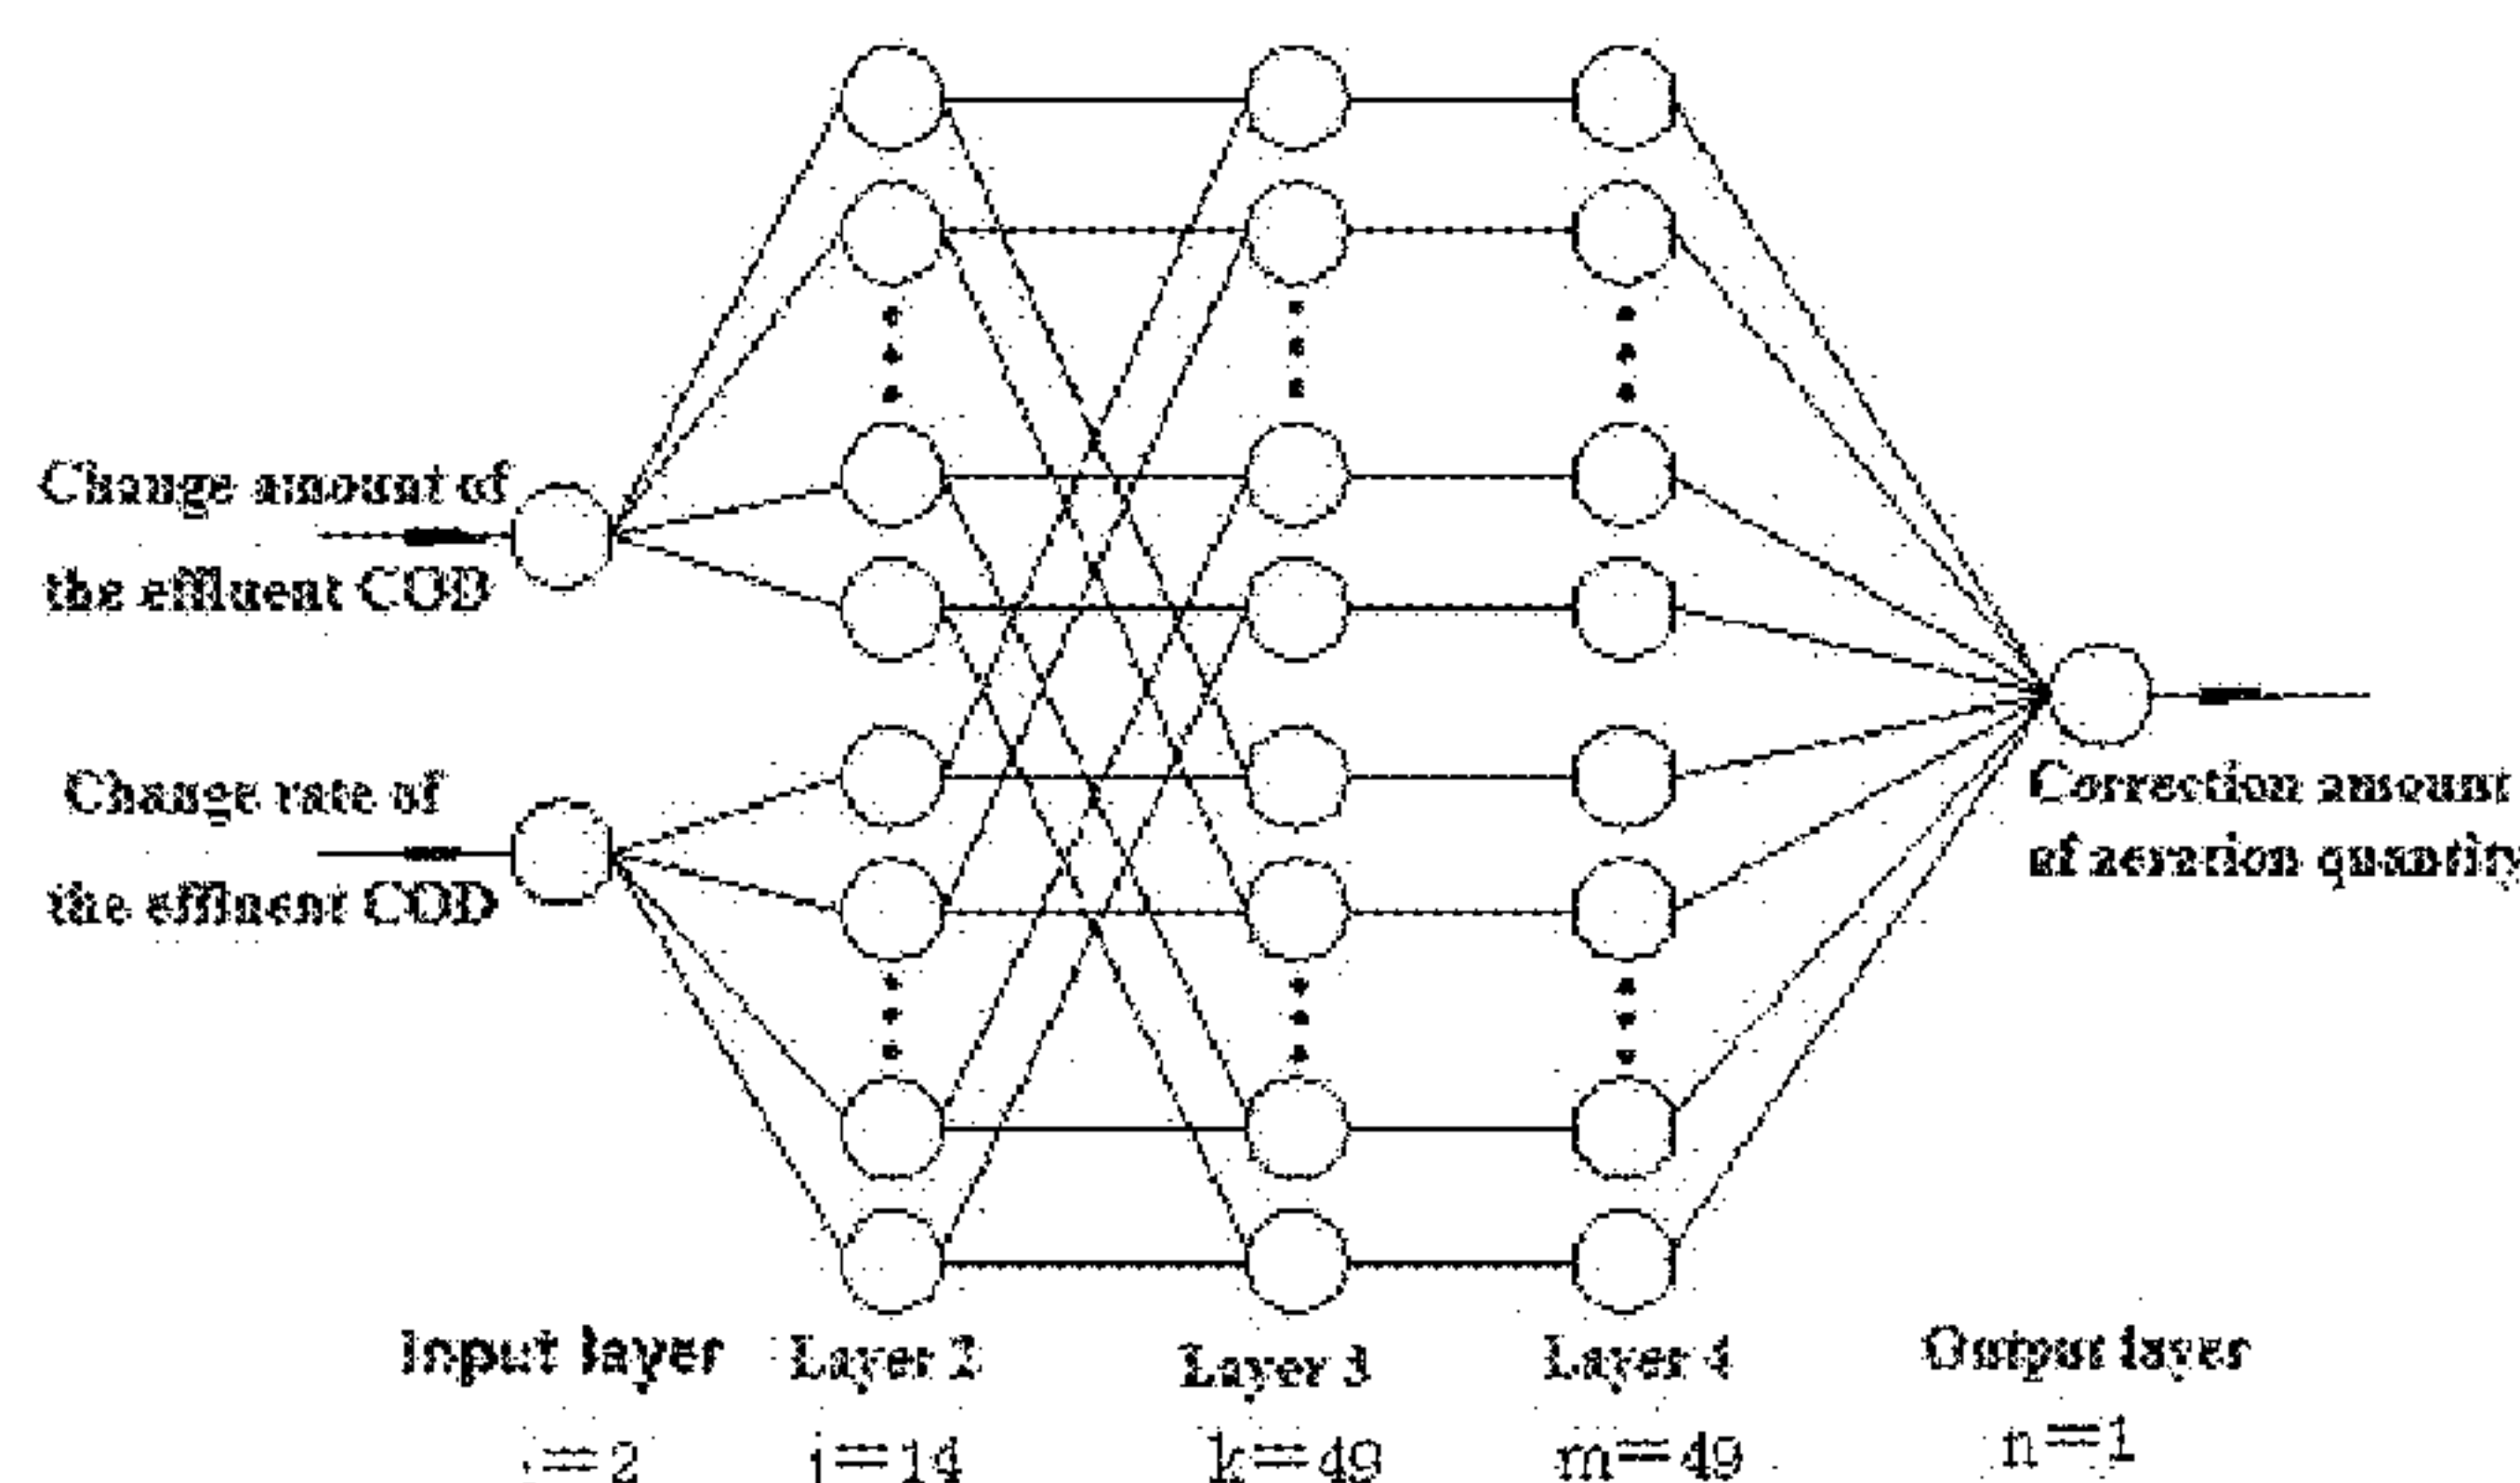 Change amount of
the effluent COD
Change rate of
the effluent COD
Correction amount
of aeration quantity
Input layer
Layer 2
Layer 3
Layer 4
Output layer
i=2
j=14
k=49
m=49
n=1